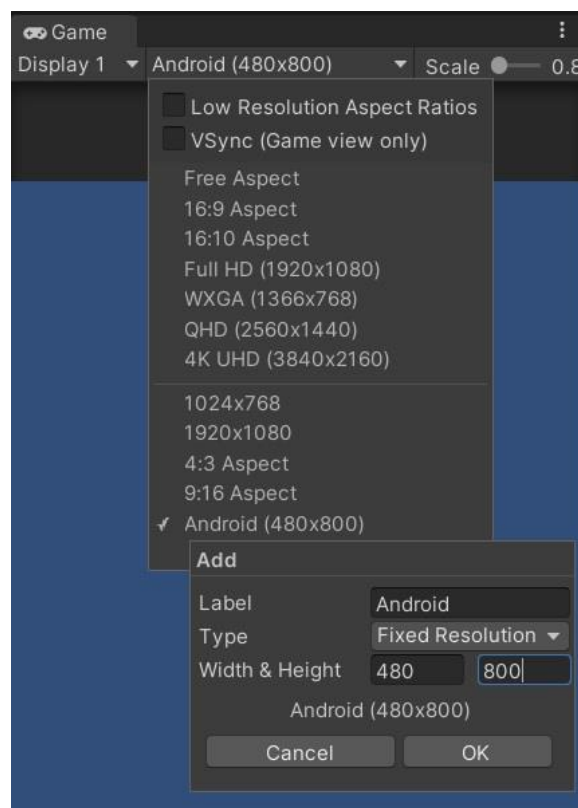 Game
Display 1 Android (480x800) Scale 0.8
Low Resolution Aspect Ratios
VSync (Game view only)
Free Aspect
16:9 Aspect
16:10 Aspect
Full HD (1920x1080)
WXGA (1366x768)
QHD (2560x1440)
4K UHD (3840x2160)
1024x768
1920x1080
4:3 Aspect
9:16 Aspect
Android (480x800)
Add
Label Android
Type Fixed Resolution
Width & Height 480 800
Android (480x800)
Cancel OK